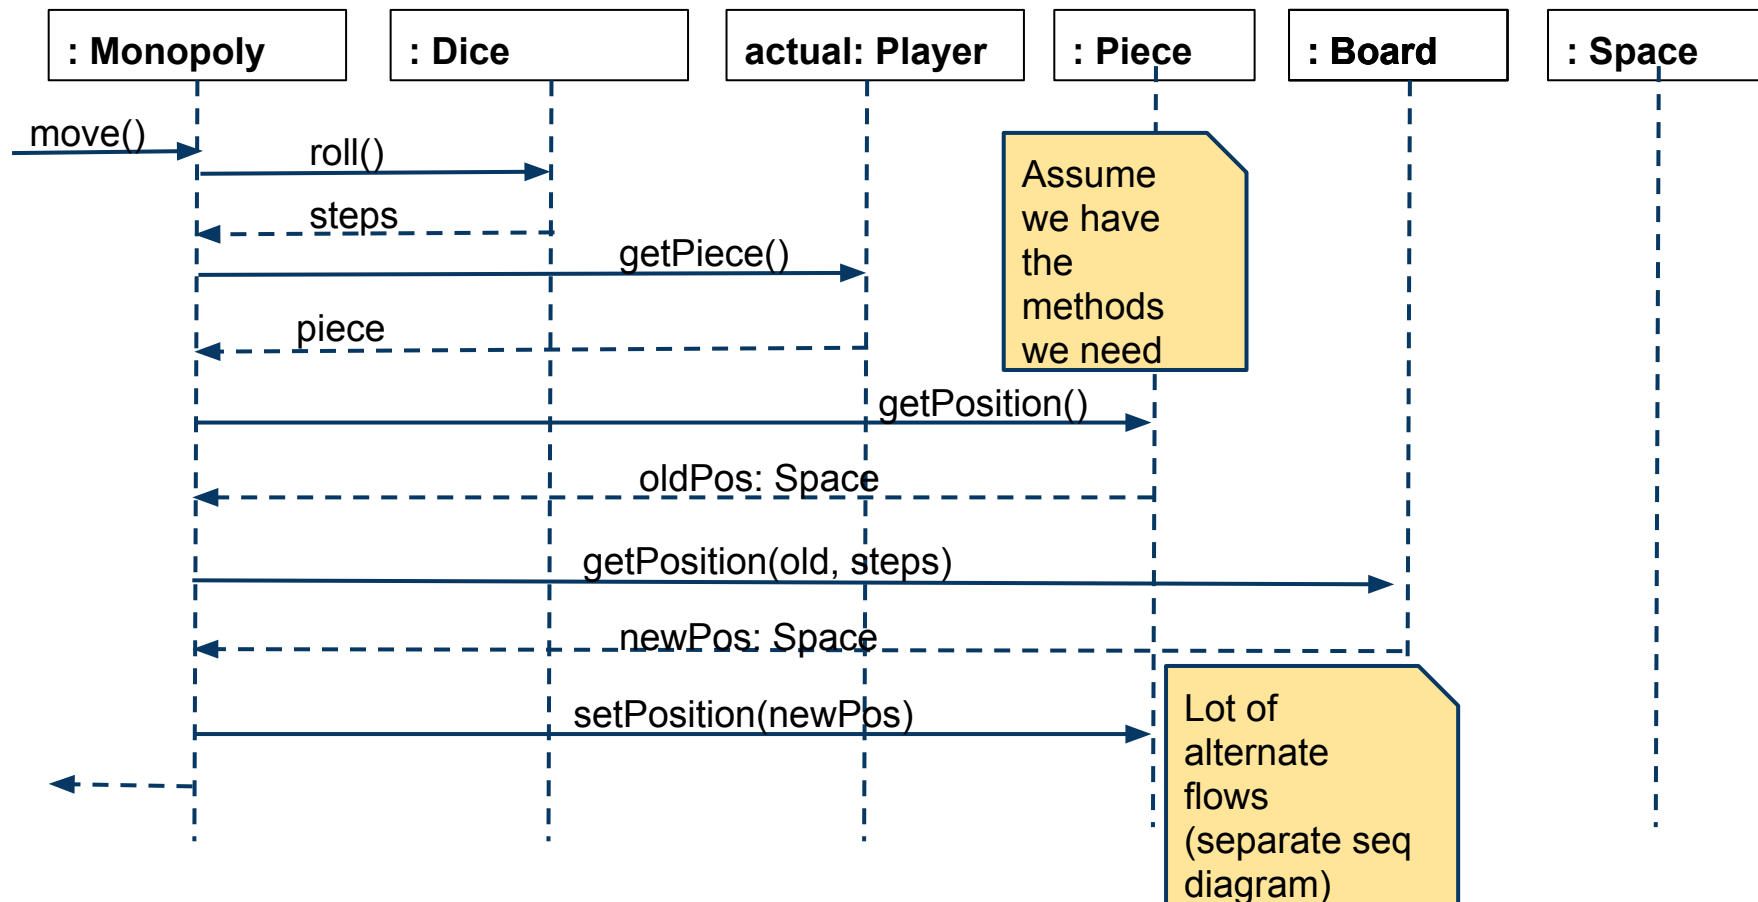 : Monopoly
: Dice
actual: Player
: Piece
: Board
: Space
move()
roll()
steps
getPiece()
piece
Assume
we have
the
methods
we need
getPosition()
oldPos: Space
getPosition(old, steps)
newPos: Space
setPosition(newPos)
Lot of
alternate
flows
(separate seq
diagram)